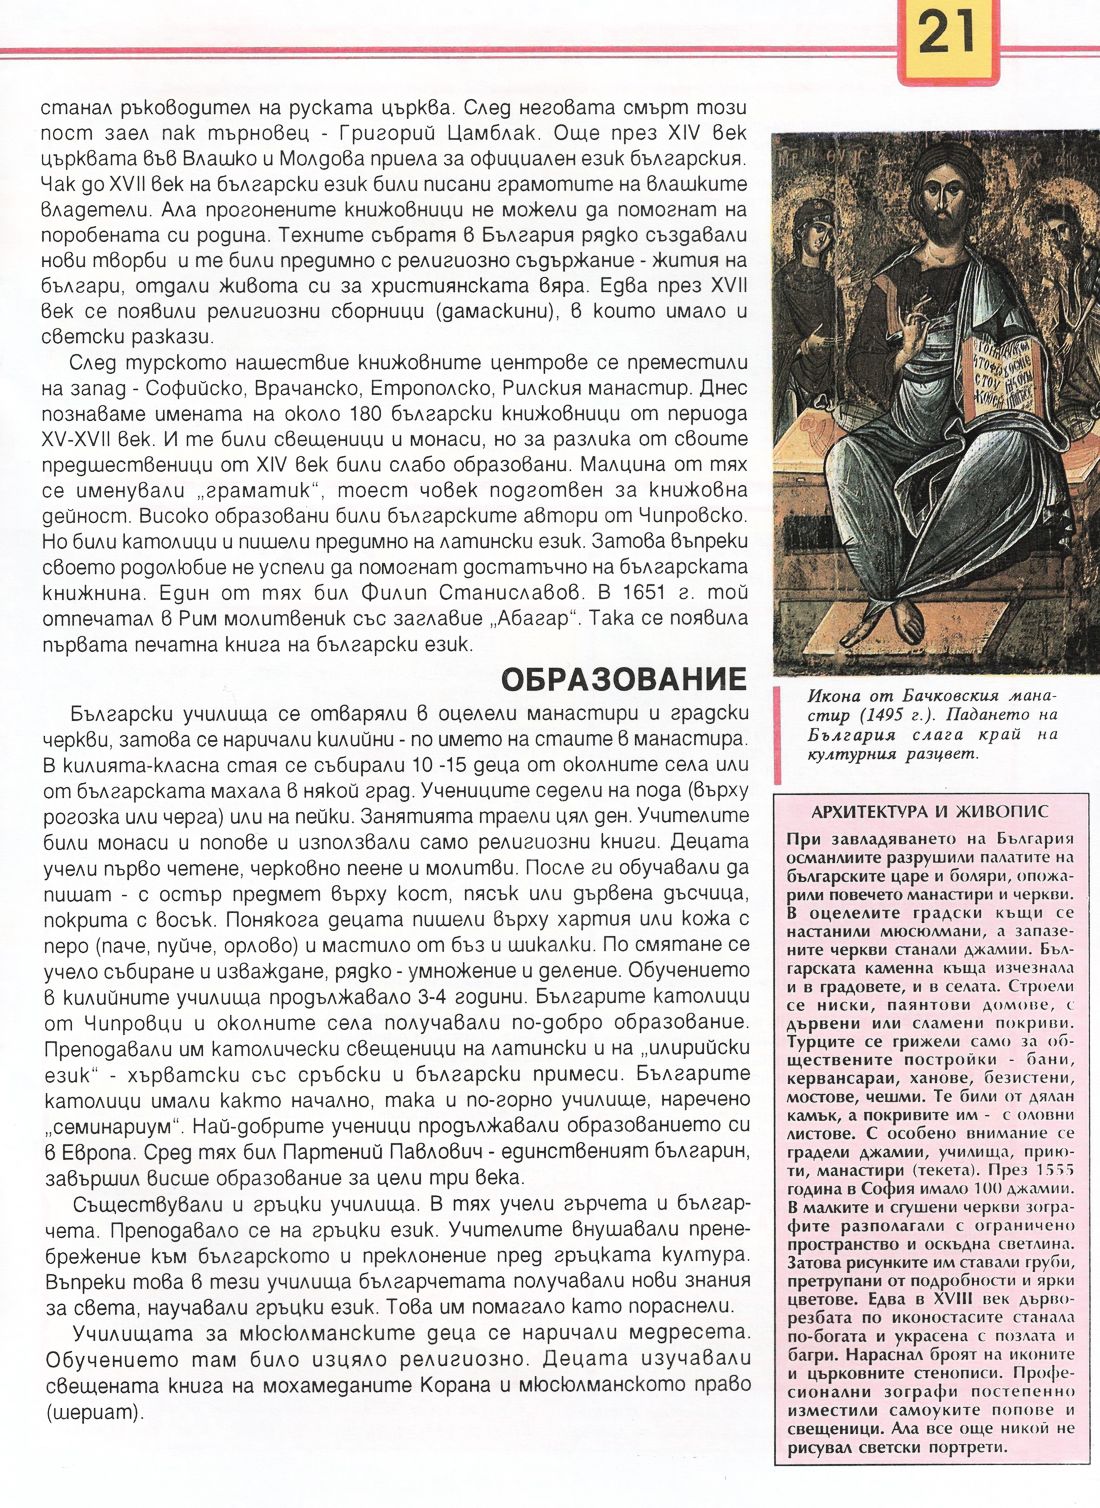 21
станал ръководител на руската църква. След неговата смърт този
пост заел пак търновец - Григорий Цамблак. Още през XIV век
църквата във Влашко и Молдова приела за официален език българския.
Чак до XVII век на български език били писани грамотите на влашките
владетели. Ала прогонените книжовници не можели да помогнат на
поробената си родина. Техните събратя в България рядко създавали
нови творби и те били предимно с религиозно съдържание - жития на
българи, отдали живота си за християнската вяра. Едва през XVII
век се появили религиозни сборници (дамаскини), в които имало и
светски разкази.
След турското нашествие книжовните центрове се преместили
на запад - Софийско, Врачанско, Етрополско, Рилския манастир. Днес
познаваме имената на около 180 български книжовници от периода
XV-XVII век. И те били свещеници и монаси, но за разлика от своите
предшественици от XIV век били слабо образовани. Малцина от тях
се именували „граматик“, тоест човек подготвен за книжовна
дейност. Високо образовани били българските автори от Чипровско.
Но били католици и пишели предимно на латински език. Затова въпреки
своето родолюбие не успели да помогнат достатъчно на българската
книжнина. Един от тях бил Филип Станиславов. В 1651 г. той
отпечатал в Рим молитвеник със заглавие „Абагар“. Така се появила
първата печатна книга на български език.
ОБРАЗОВАНИЕ
Български училища се отваряли в оцелели манастири и градски
черкви, затова се наричали килийни - по името на стаите в манастира.
В килията-класна стая се събирали 10 -15 деца от околните села или
от българската махала в някой град. Учениците седели на пода (върху
рогозка или черга) или на пейки. Занятията траели цял ден. Учителите
били монаси и попове и използвали само религиозни книги. Децата
учели първо четене, черковно пеене и молитви. После ги обучавали да
пишат - с остър предмет върху кост, пясък или дървена дъсчица,
покрита с восък. Понякога децата пишели върху хартия или кожа с
перо (паче, пуйче, орлово) и мастило от бъз и шикалки. По смятане се
учело събиране и изваждане, рядко - умножение и деление. Обучението
в килийните училища продължавало 3-4 години. Българите католици
от Чипровци и околните села получавали по-добро образование.
Преподавали им католически свещеници на латински и на „илирийски
език“ - хърватски със сръбски и български примеси. Българите
католици имали както начално, така и по-горно училище, наречено
„семинариум“. Най-добрите ученици продължавали образованието си
в Европа. Сред тях бил Партений Павлович - единственият българин,
завършил висше образование за цели три века.
Съществували и гръцки училища. В тях учели гърчета и българ-
чета. Преподавало се на гръцки език. Учителите внушавали прене-
брежение към българското и преклонение пред гръцката култура.
Въпреки това в тези училища българчетата получавали нови знания
за света, научавали гръцки език. Това им помагало като пораснели.
Училищата за мюсюлманските деца се наричали медресета.
Обучението там било изцяло религиозно. Децата изучавали
свещената книга на мохамеданите Корана и мюсюлманското право
(шериат).
Икона от Бачковския мана-
стир (1495 г.). Падането на
България слага край на
културния разцвет.
АРХИТЕКТУРА И ЖИВОПИС
При завладяването на България
османлиите разрушили палатите на
българските царе и боляри, опожа-
рили повечето манастири и черкви.
В оцелелите градски къщи се
настанили мюсюлмани, а запазе-
ните черкви станали джамии. Бъл-
гарската каменна къща изчезнала
и в градовете, и в селата. Строели
се ниски, паянтови домове, с
дървени или сламени покриви.
Турците се грижели само за об-
ществените постройки - бани,
кервансараи, ханове, безистени,
мостове, чешми. Те били от дялан
камък, а покривите им - с оловни
листове. С особено внимание се
градели джамии, училища, прию-
ти, манастири (текета). През 1555
година в София имало 100 джамии.
В малките и сгушени черкви зогра-
фите разполагали с ограничено
пространство и оскъдна светлина.
Затова рисунките им ставали груби,
претрупани от подробности и ярки
цветове. Едва в XVIII век дърво-
резбата по иконостасите станала
по-богата и украсена с позлата и
багри. Нараснал броят на иконите
и църковните стенописи. Профе-
сионални зографи постепенно
изместили самоуките попове и
свещеници. Ала все още никой не
рисувал светски портрети.